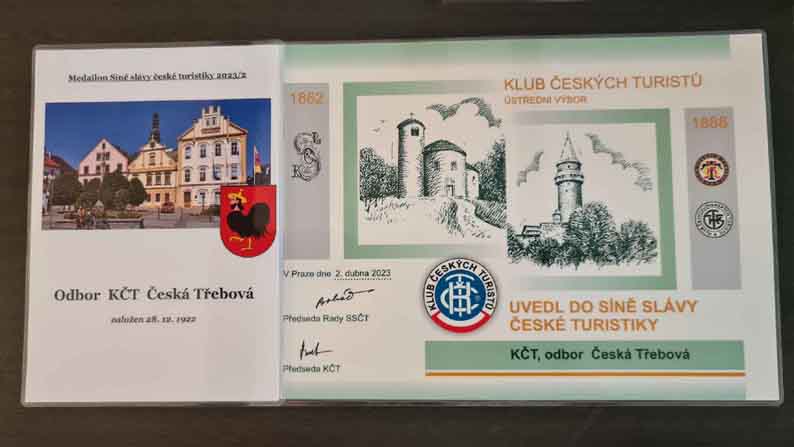 Medailon Síně slávy české turistiky 2023/2
Odbor KČT Česká Třebová
naložen 28. 12. 1922
1862
KLUB ČESKÝCH TURISTŮ
ÚSTŘEDNÍ VÝBOR
1888
V Praze dne 2. dubna 2023
Předseda Rady SSČT
Předseda KČT
KLUB ČESKÝCH TURISTŮ
UVEDL DO SÍNĚ SLÁVY
ČESKÉ TURISTIKY
KČT, odbor Česká Třebová